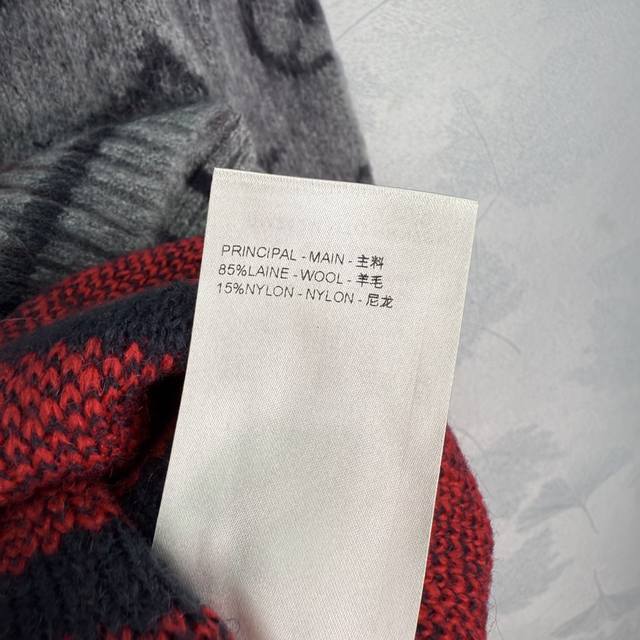 PRINCIPAL - MAIN - 主料
85%LAINE - WOOL - 羊毛
15%NYLON - NYLON - 尼龙